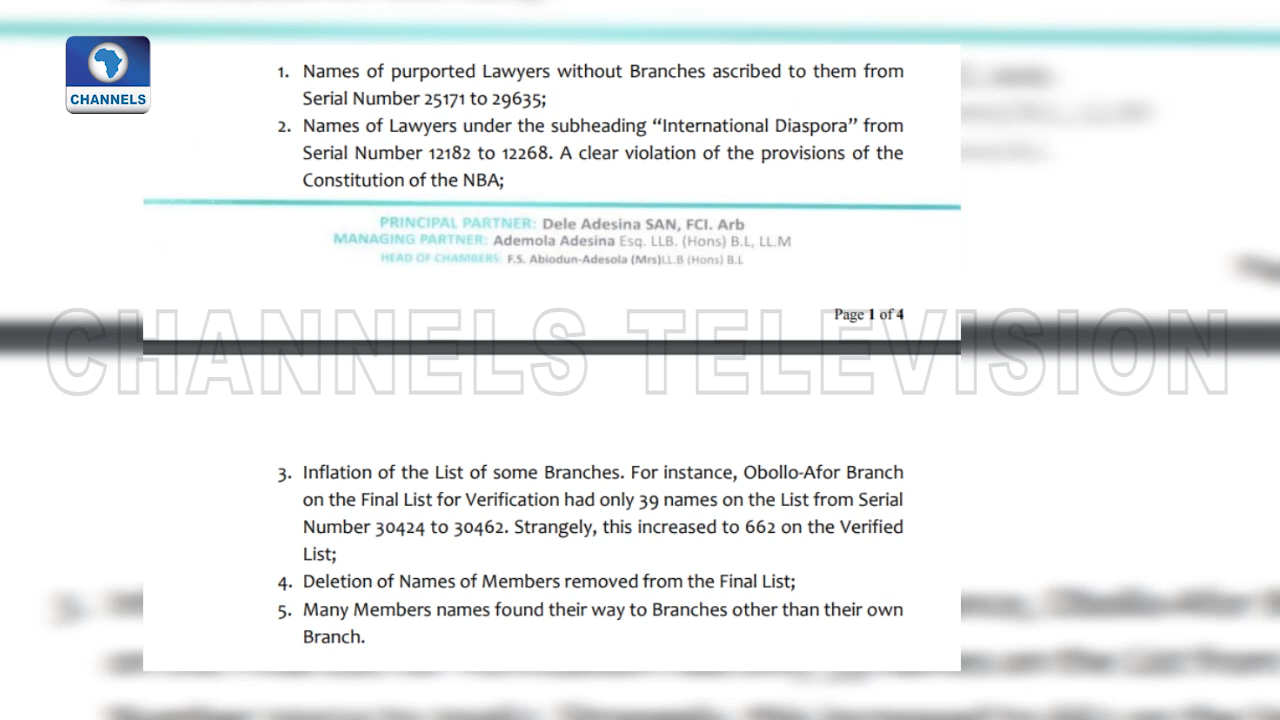 CHANNELS
1. Names of purported Lawyers without Branches ascribed to them from
Serial Number 25171 to 29635;
2. Names of Lawyers under the subheading “International Diaspora” from
Serial Number 12182 to 12268. A clear violation of the provisions of the
Constitution of the NBA;
PRINCIPAL PARTNER: Dele Adesina SAN, FCI. Arb
MANAGING PARTNER: Ademola Adesina Esq. LLB. (Hons) B.L, LL.M
HEAD OF CHAMBERS: F.S. Abiodun-Adesola (Mrs)LL.B (Hons) B.L
Page 1 of 4
CHANNELS TELEVISION
3. Inflation of the List of some Branches. For instance, Obollo-Afor Branch
on the Final List for Verification had only 39 names on the List from Serial
Number 30424 to 30462. Strangely, this increased to 662 on the Verified
List;
4. Deletion of Names of Members removed from the Final List;
5. Many Members names found their way to Branches other than their own
Branch.